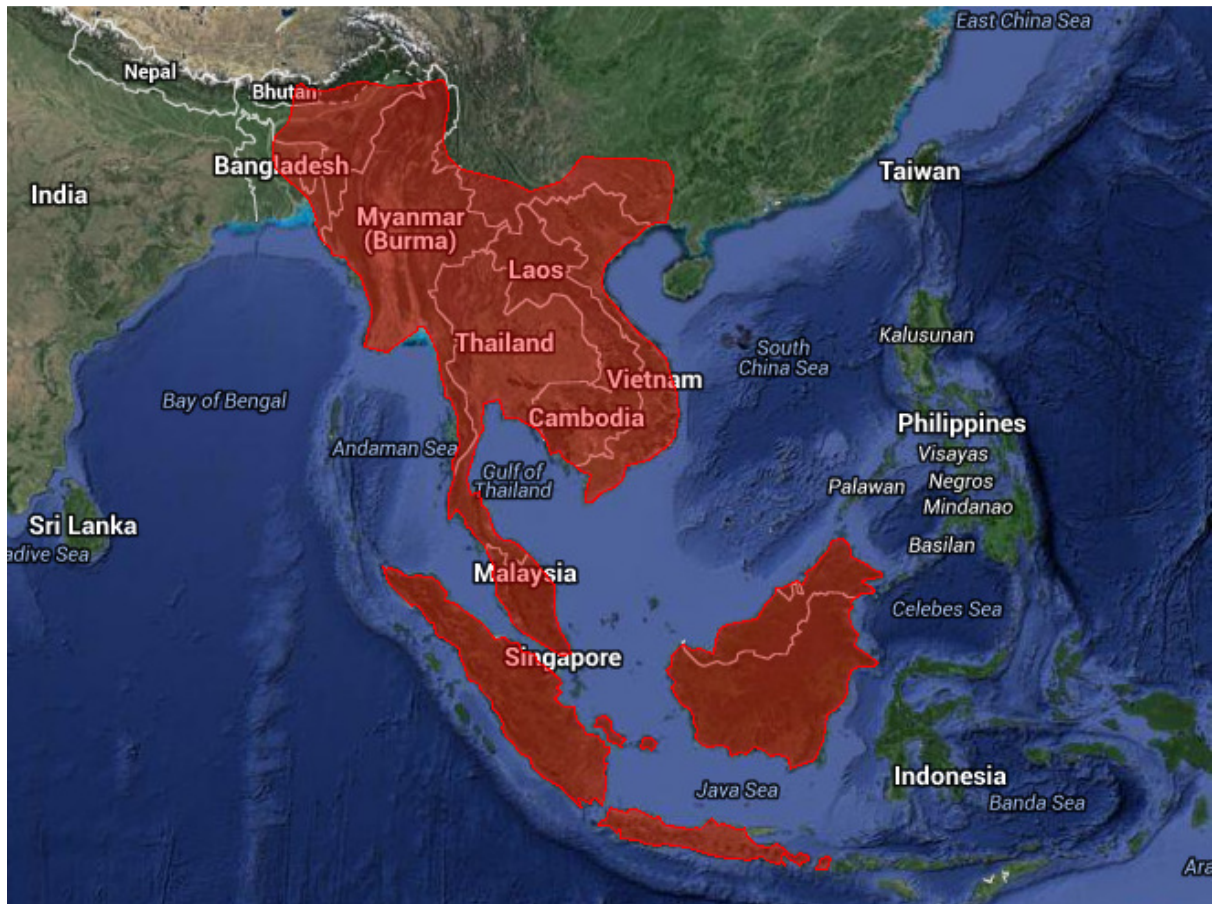 East China Sea
Nepal
Bhutan
Bangladesh
Taiwan
India
Myanmar
(Burma)
Laos
Kalusunan
Thailand
South
China Sea
Vietnam
Bay of Bengal
Cambodia
Philippines
Andaman Sea
Visayas
Gulf of
Thailand
Negros
Palawan
Mindanao
Sri Lanka
Basilan
adive Sea
Malaysia
Celebes Sea
Singapore
Indonesia
Java Sea
Banda Sea
Ara